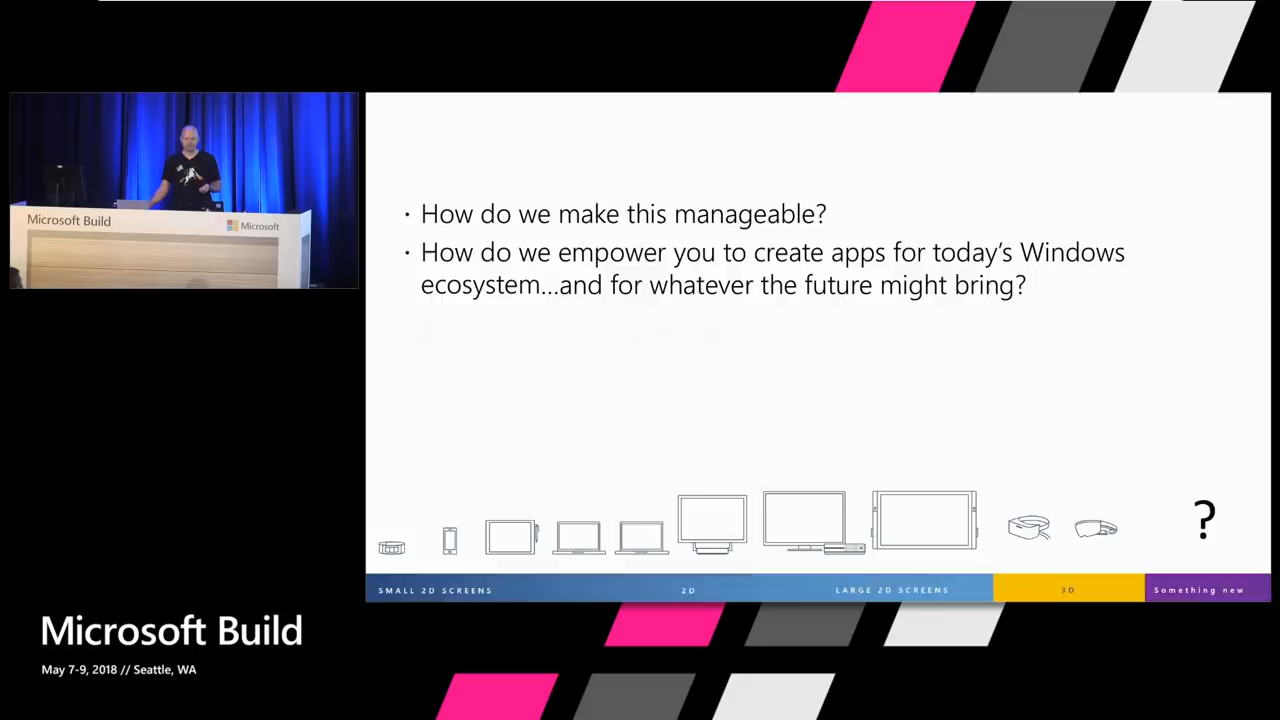 Microsoft Build
Microsoft
· How do we make this manageable?
· How do we empower you to create apps for today's Windows
ecosystem...and for whatever the future might bring?
?
SMALL 2D SCREENS
2D
LARGE 2D SCREENS
3D
Something new
Microsoft Build
May 7-9, 2018 // Seattle, WA